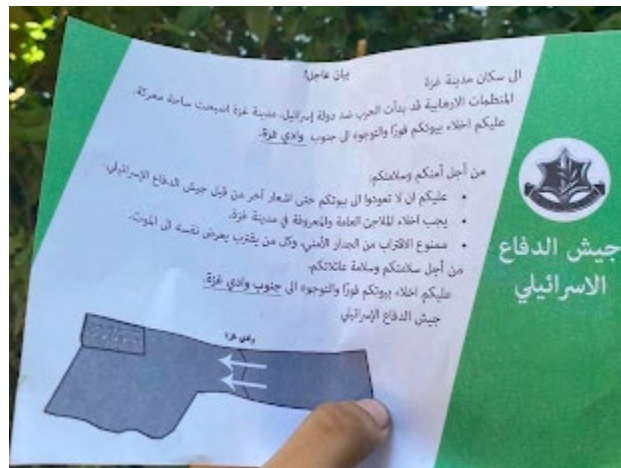 بيان عاجل!
الى سكان مدينة غزة
المنظمات الارهابية قد بدأت الحرب ضد دولة إسرائيل، مدينة غزة اصبحت ساحة معركة.
عليكم اخلاء بيوتكم فورًا والتوجه الى جنوب وادي غزة.
من أجل أمنكم وسلامتكم:
• عليكم ان لا تعودوا الى بيوتكم حتى اشعار آخر من قبل جيش الدفاع الإسرائيلي.
• يجب اخلاء الملاجئ العامة والمعروفة في مدينة غزة.
• ممنوع الاقتراب من الجدار الأمني، وكل من يقترب يعرض نفسه الى الموت.
من أجل سلامتكم وسلامة عائلاتكم.
عليكم اخلاء بيوتكم فورًا والتوجه الى جنوب وادي غزة.
جيش الدفاع الإسرائيلي
وادي غزة
جيش الدفاع
الاسرائيلي